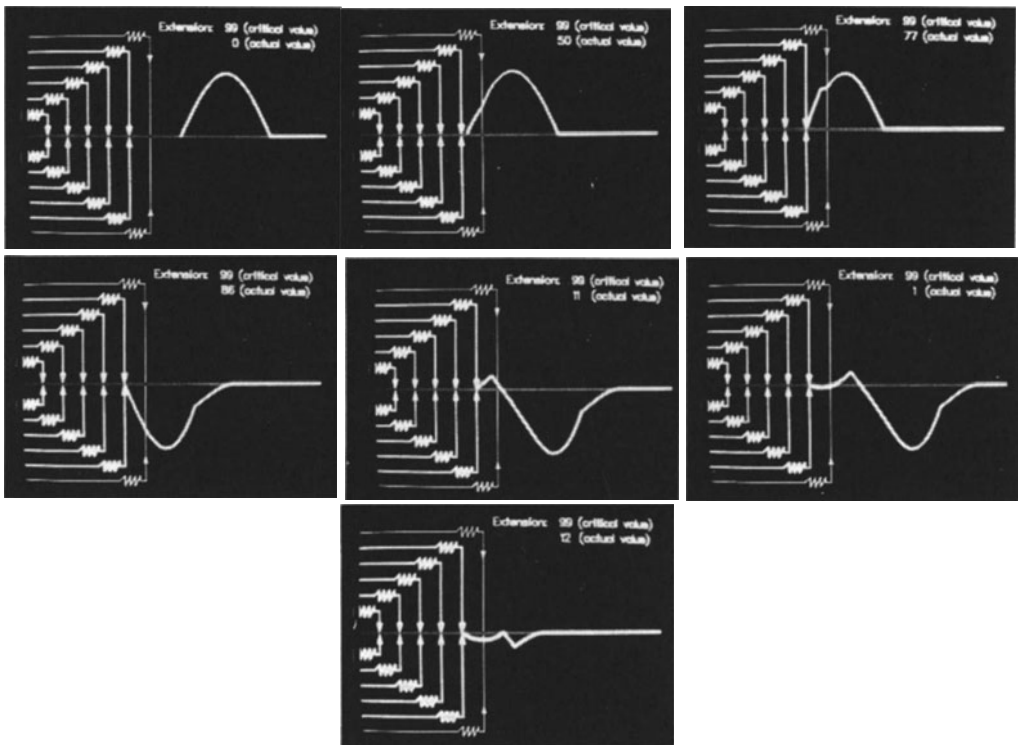 Extension: 99 (critical value)
0 (actual value)
Extension: 99 (critical value)
50 (actual value)
Extension: 99 (critical value)
77 (actual value)
Extension: 99 (critical value)
86 (actual value)
Extension: 99 (critical value)
11 (actual value)
Extension: 99 (critical value)
1 (actual value)
Extension: 99 (critical value)
12 (actual value)